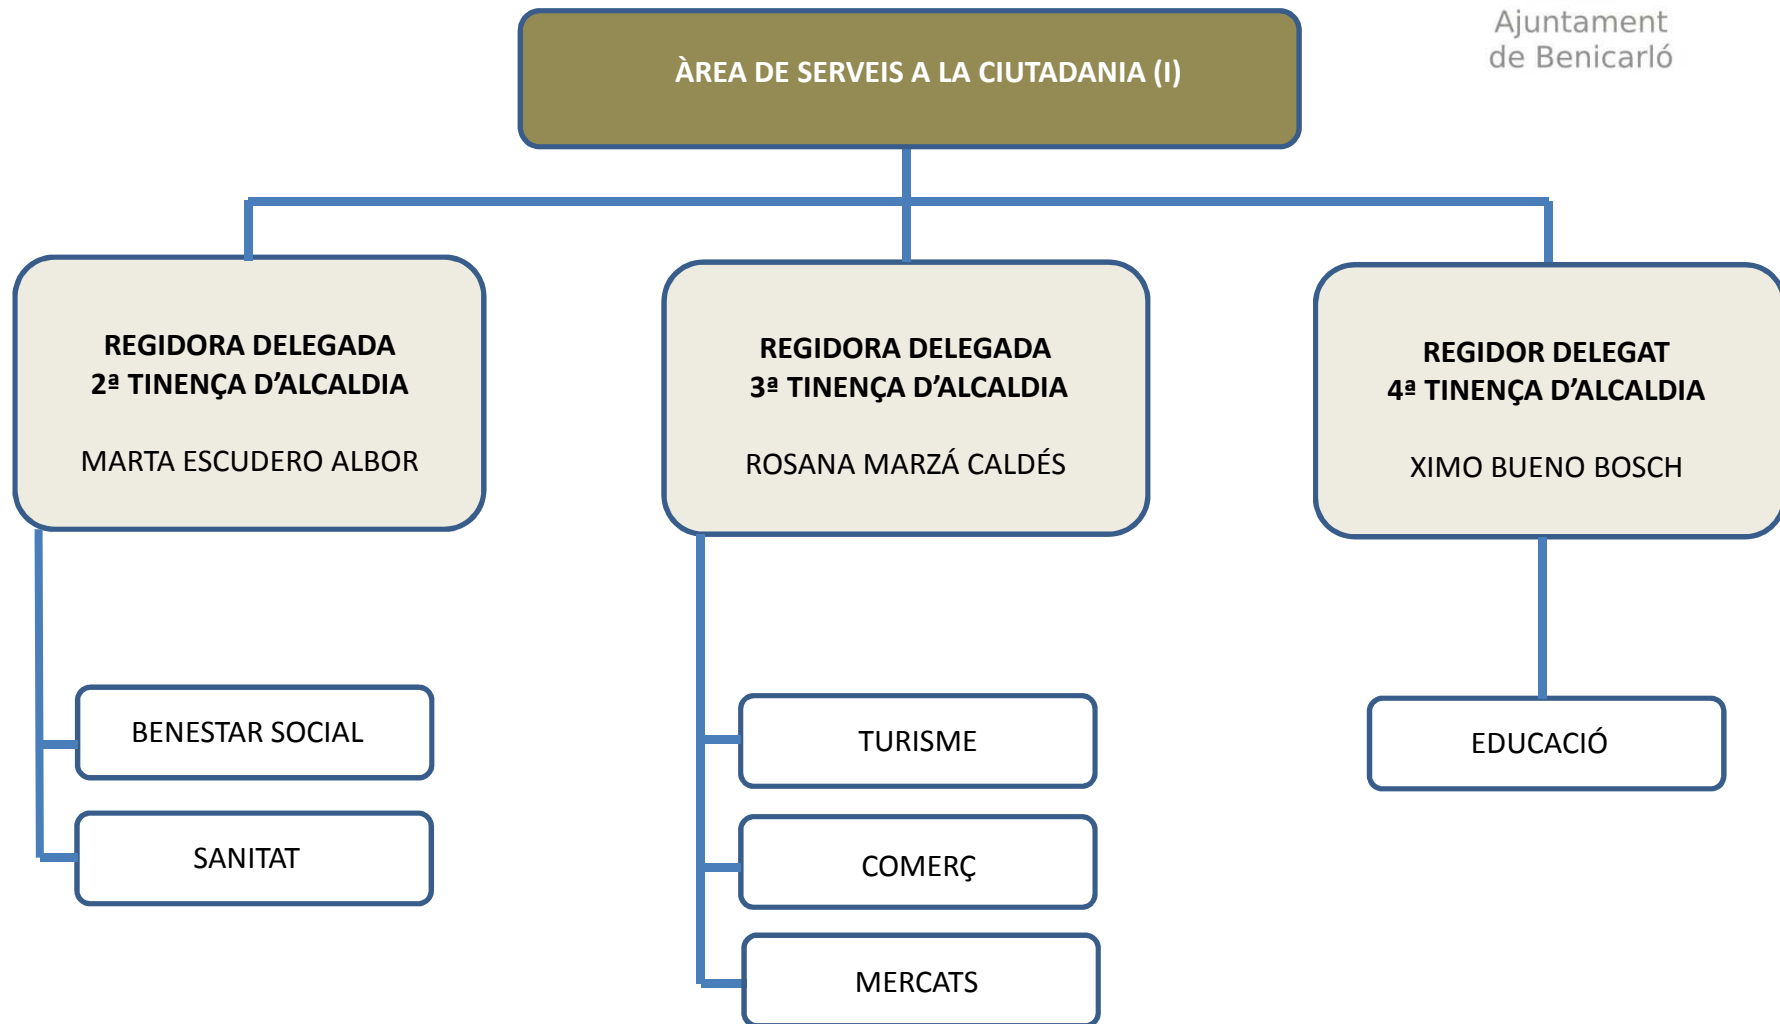 Ajuntament
de Benicarló
ÀREA DE SERVEIS A LA CIUTADANIA (I)
REGIDORA DELEGADA
2ª TINENÇA D’ALCALDIA
MARTA ESCUDERO ALBOR
REGIDORA DELEGADA
3ª TINENÇA D’ALCALDIA
ROSANA MARZÁ CALDÉS
REGIDOR DELEGAT
4ª TINENÇA D’ALCALDIA
XIMO BUENO BOSCH
BENESTAR SOCIAL
SANITAT
TURISME
COMERÇ
MERCATS
EDUCACIÓ